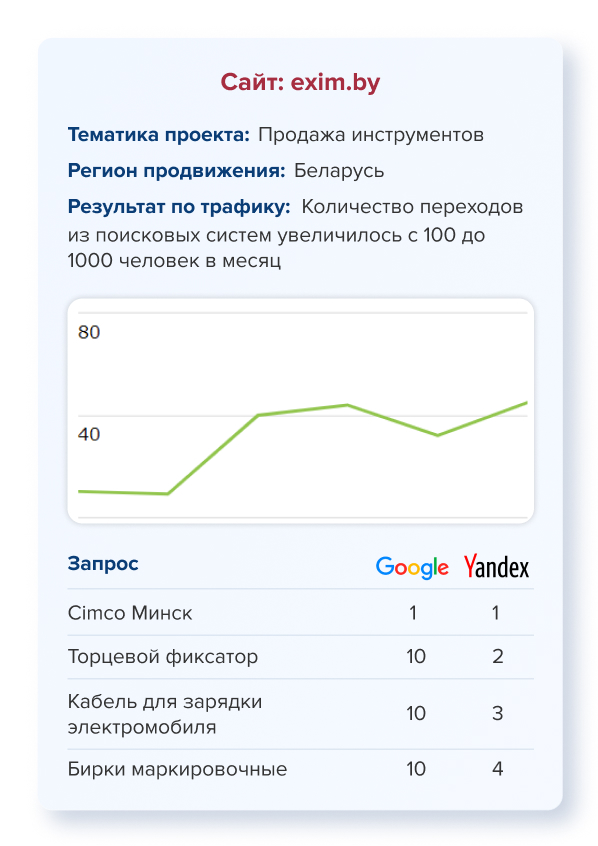 Сайт: exim.by
Тематика проекта: Продажа инструментов
Регион продвижения: Беларусь
Результат по трафику: Количество переходов
из поисковых систем увеличилось с 100 до
1000 человек в месяц
80
40
Запрос Google Yandex
Cimco Минск 1 1
Торцевой фиксатор 10 2
Кабель для зарядки
электромобиля 10 3
Бирки маркировочные 10 4